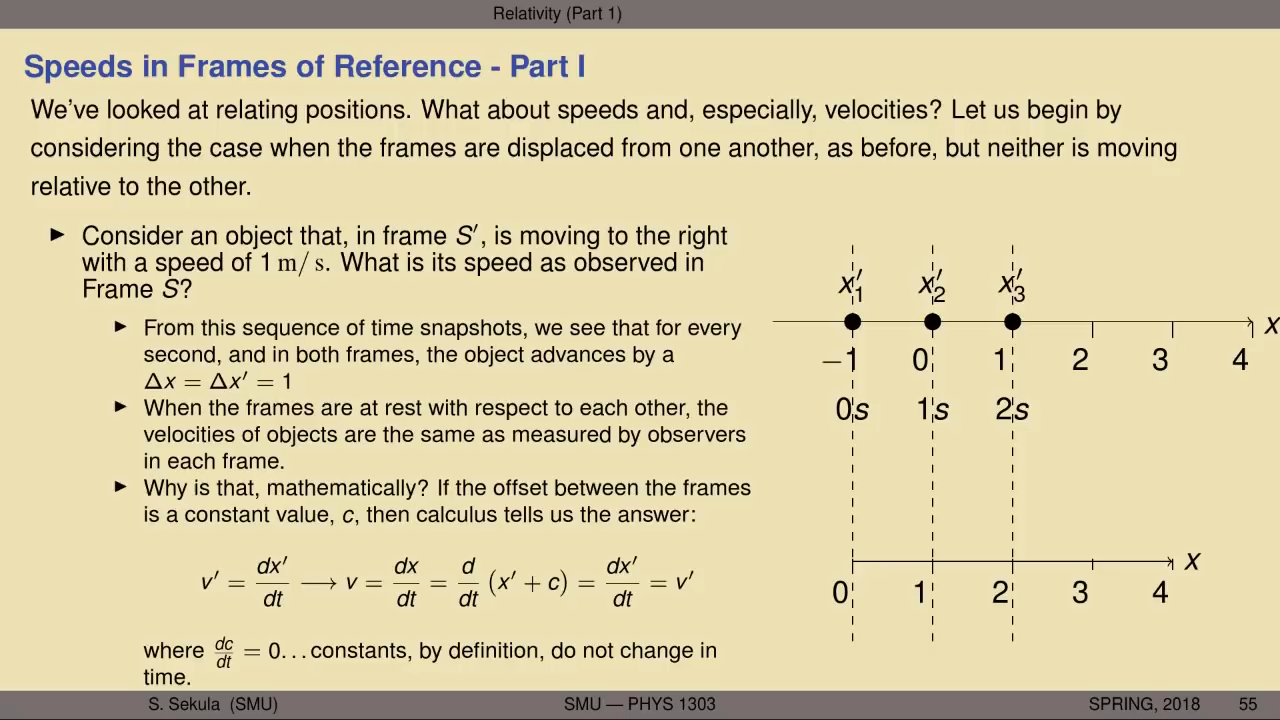 Relativity (Part 1)
Speeds in Frames of Reference - Part I
We've looked at relating positions. What about speeds and, especially, velocities? Let us begin by
considering the case when the frames are displaced from one another, as before, but neither is moving
relative to the other.
▶ Consider an object that, in frame S′, is moving to the right
with a speed of 1 m/s. What is its speed as observed in
Frame S?
▶ From this sequence of time snapshots, we see that for every
second, and in both frames, the object advances by a
Δx = Δx′ = 1
▶ When the frames are at rest with respect to each other, the
velocities of objects are the same as measured by observers
in each frame.
▶ Why is that, mathematically? If the offset between the frames
is a constant value, c, then calculus tells us the answer:
v′ = dx′/dt ⟶ v = dx/dt = d/dt (x′ + c) = dx′/dt = v′
where dc/dt = 0... constants, by definition, do not change in
time.
x′1 x′2 x′3
x
−1 0 1 2 3 4
0s 1s 2s
x
0 1 2 3 4
S. Sekula (SMU) SMU — PHYS 1303 SPRING, 2018 55